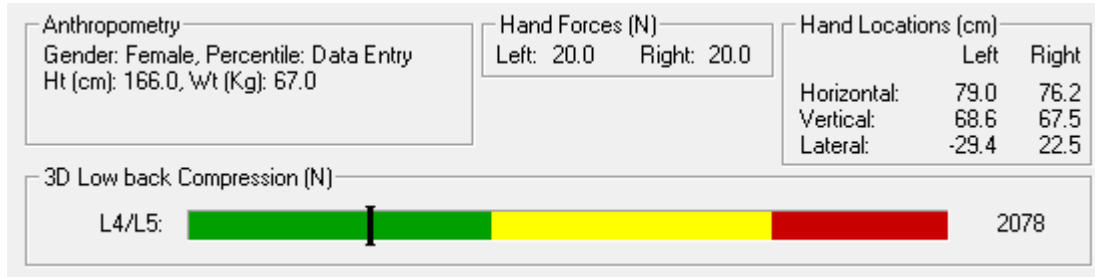 Anthropometry
Gender: Female, Percentile: Data Entry
Ht (cm): 166.0, Wt (Kg): 67.0
Hand Forces (N)
Left: 20.0 Right: 20.0
Hand Locations (cm)
Left Right
Horizontal: 79.0 76.2
Vertical: 68.6 67.5
Lateral: -29.4 22.5
3D Low back Compression (N)
L4/L5: 2078